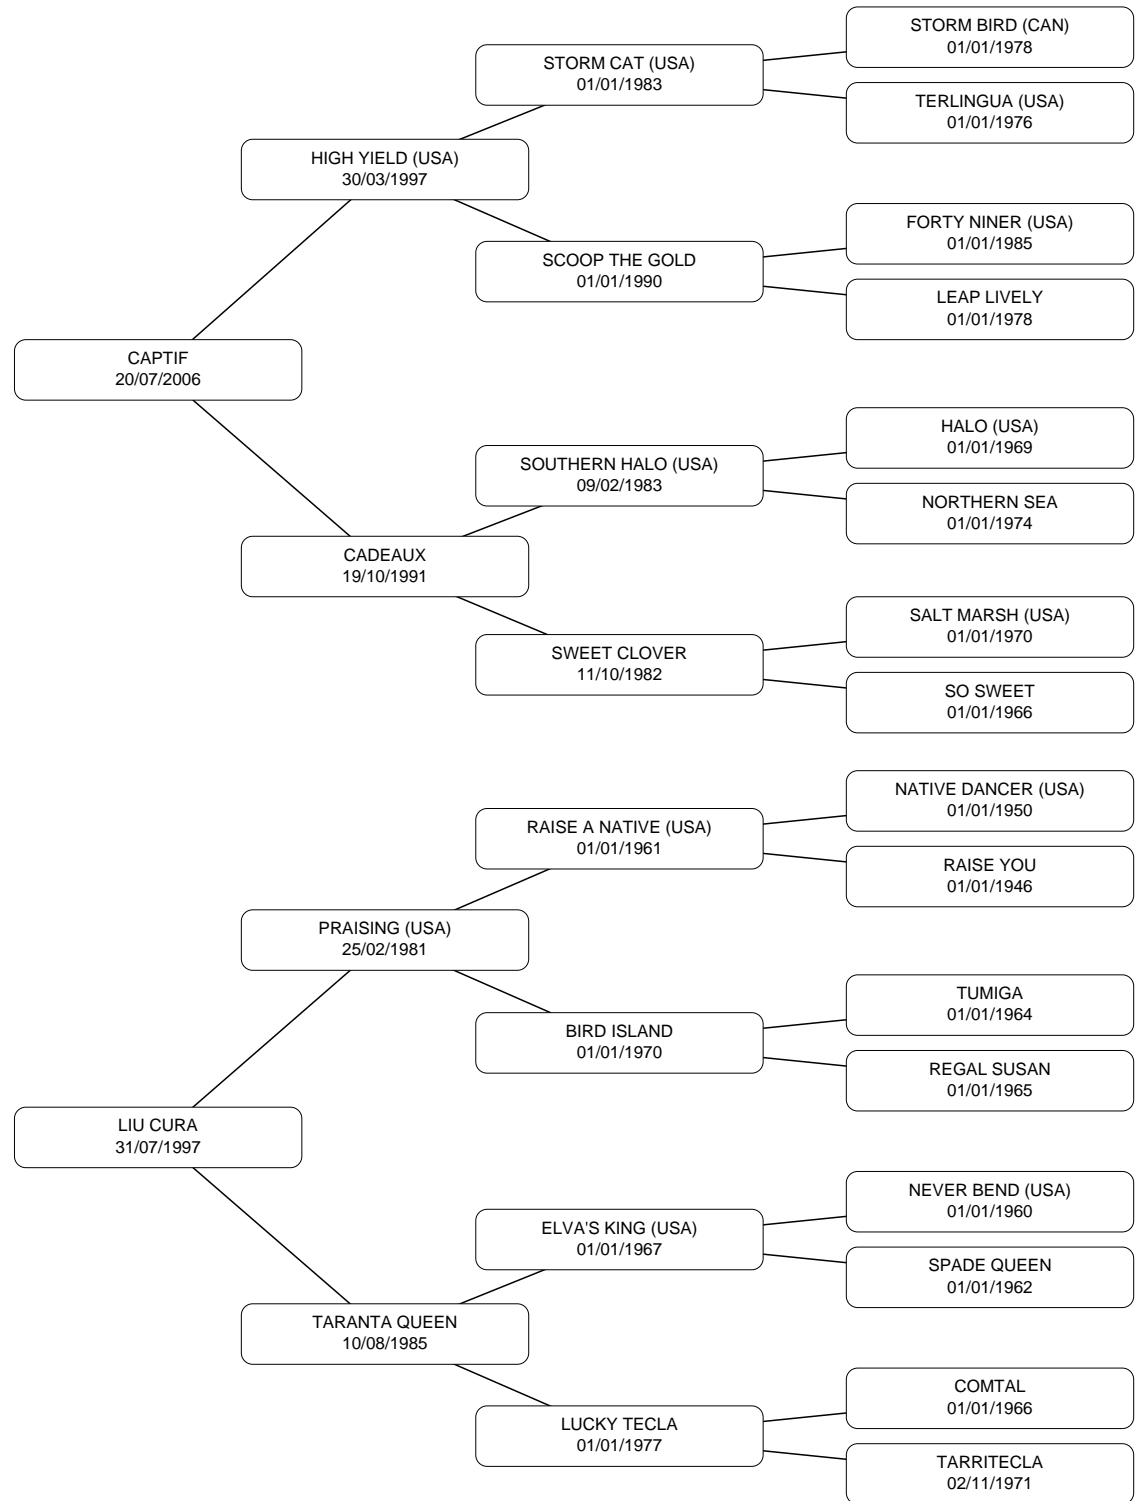 STORM BIRD (CAN)
01/01/1978
STORM CAT (USA)
01/01/1983
TERLINGUA (USA)
01/01/1976
HIGH YIELD (USA)
30/03/1997
FORTY NINER (USA)
01/01/1985
SCOOP THE GOLD
01/01/1990
LEAP LIVELY
01/01/1978
CAPTIF
20/07/2006
HALO (USA)
01/01/1969
SOUTHERN HALO (USA)
09/02/1983
NORTHERN SEA
01/01/1974
CADEAUX
19/10/1991
SALT MARSH (USA)
01/01/1970
SWEET CLOVER
11/10/1982
SO SWEET
01/01/1966
NATIVE DANCER (USA)
01/01/1950
RAISE A NATIVE (USA)
01/01/1961
RAISE YOU
01/01/1946
PRAISING (USA)
25/02/1981
TUMIGA
01/01/1964
BIRD ISLAND
01/01/1970
REGAL SUSAN
01/01/1965
LIU CURA
31/07/1997
NEVER BEND (USA)
01/01/1960
ELVA'S KING (USA)
01/01/1967
SPADE QUEEN
01/01/1962
TARANTA QUEEN
10/08/1985
COMTAL
01/01/1966
LUCKY TECLA
01/01/1977
TARRITECLA
02/11/1971